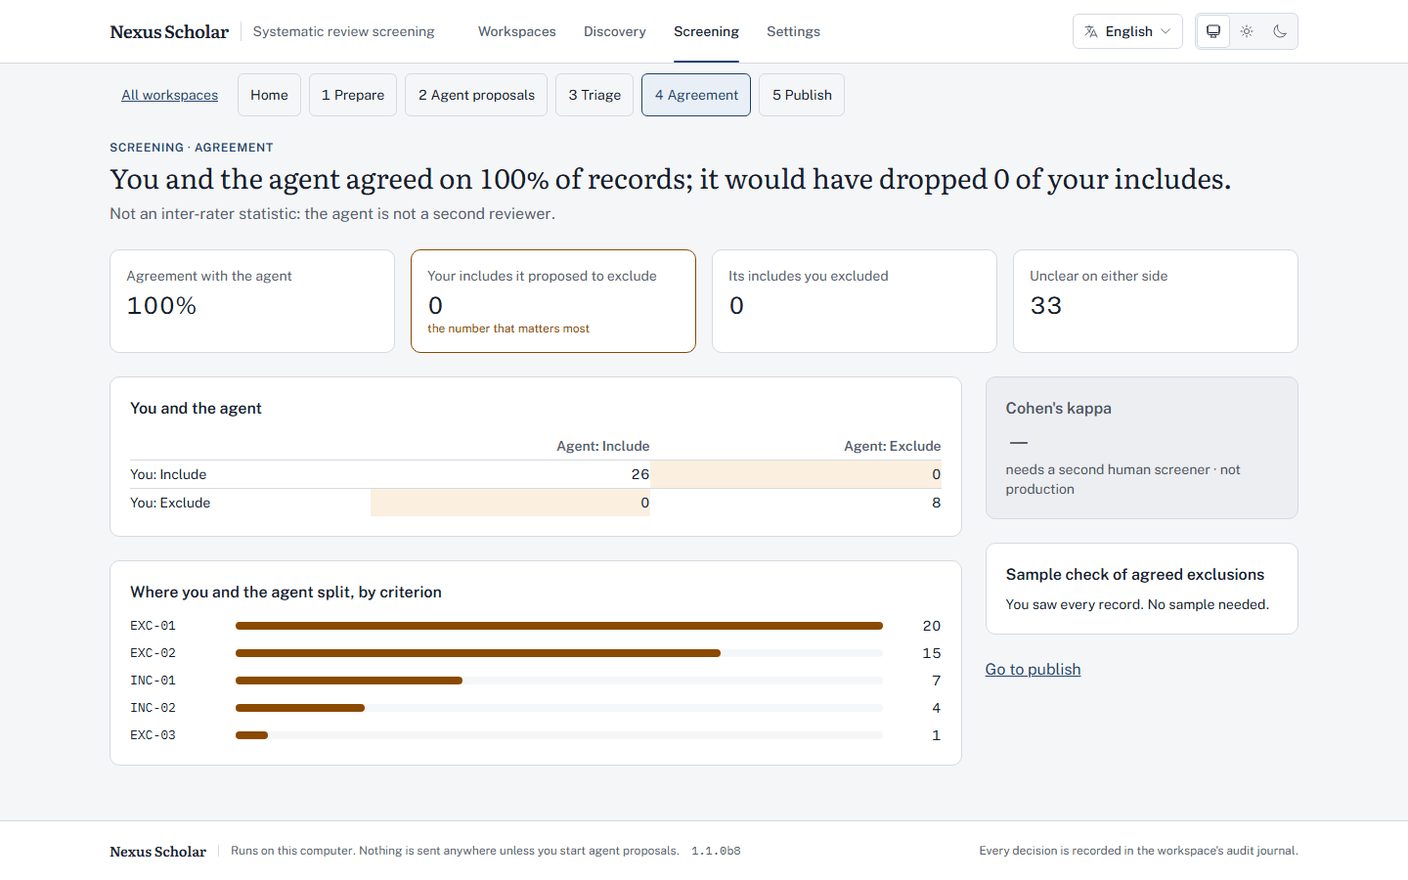 Nexus Scholar
Systematic review screening
Workspaces
Discovery
Screening
Settings
English
All workspaces
Home
1 Prepare
2 Agent proposals
3 Triage
4 Agreement
5 Publish
SCREENING · AGREEMENT
You and the agent agreed on 100% of records; it would have dropped 0 of your includes.
Not an inter-rater statistic: the agent is not a second reviewer.
Agreement with the agent
100%
Your includes it proposed to exclude
0
the number that matters most
Its includes you excluded
0
Unclear on either side
33
You and the agent
Agent: Include Agent: Exclude
You: Include 26 0
You: Exclude 0 8
Cohen's kappa
—
needs a second human screener · not
production
Where you and the agent split, by criterion
EXC-01 20
EXC-02 15
INC-01 7
INC-02 4
EXC-03 1
Sample check of agreed exclusions
You saw every record. No sample needed.
Go to publish
Nexus Scholar
Runs on this computer. Nothing is sent anywhere unless you start agent proposals. 1.1.0b8
Every decision is recorded in the workspace's audit journal.